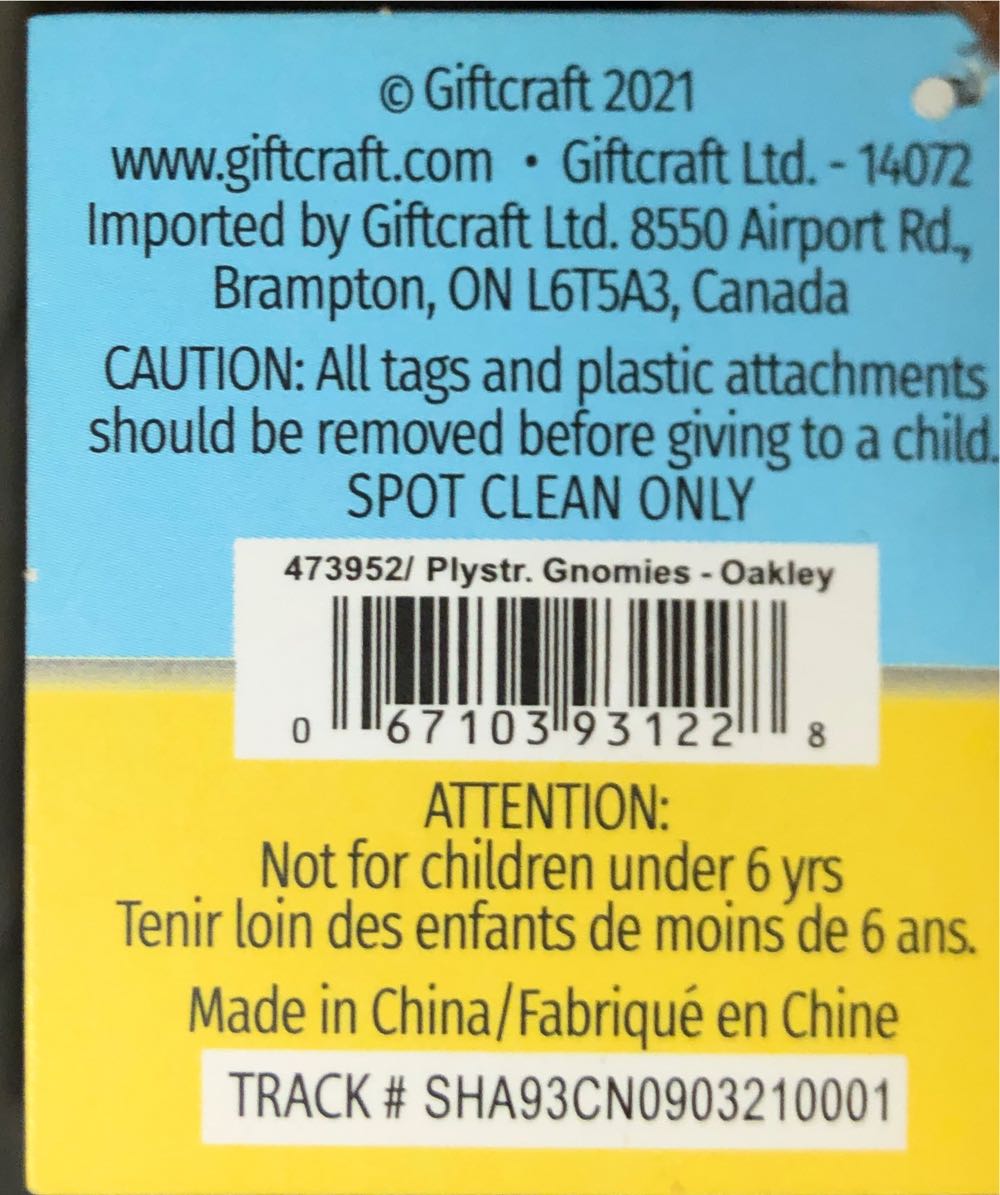 © Giftcraft 2021
www.giftcraft.com • Giftcraft Ltd. - 14072
Imported by Giftcraft Ltd. 8550 Airport Rd.,
Brampton, ON L6T5A3, Canada
CAUTION: All tags and plastic attachments
should be removed before giving to a child.
SPOT CLEAN ONLY
473952/ Plystr. Gnomies - Oakley
0 67103 93122 8
ATTENTION:
Not for children under 6 yrs
Tenir loin des enfants de moins de 6 ans.
Made in China/Fabriqué en Chine
TRACK # SHA93CN0903210001